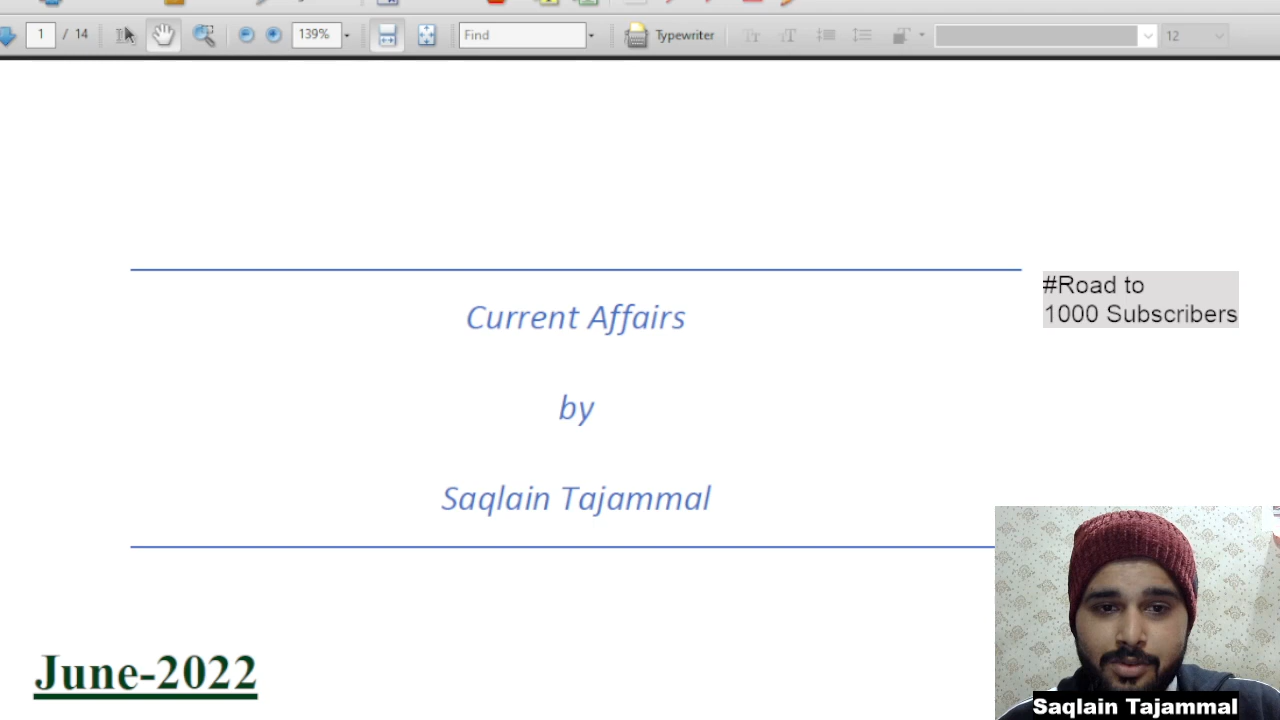 1 / 14
139%
Find
Typewriter
12
#Road to
1000 Subscribers
Current Affairs
by
Saqlain Tajammal
June-2022
Saqlain Tajammal